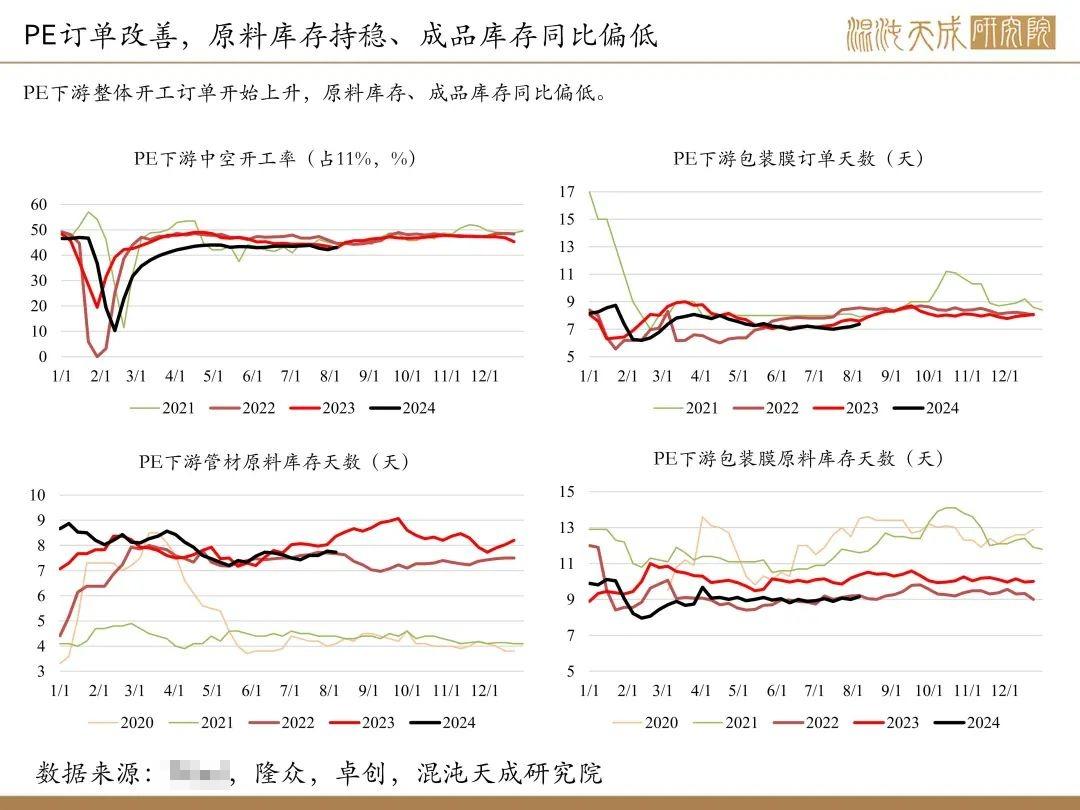 PE订单改善，原料库存持稳、成品库存同比偏低
混沌天成研究院
PE下游整体开工订单开始上升，原料库存、成品库存同比偏低。
PE下游中空开工率（占11%，%）
60
50
40
30
20
10
0
1/1 2/1 3/1 4/1 5/1 6/1 7/1 8/1 9/1 10/1 11/1 12/1
2021 2022 2023 2024
PE下游包装膜订单天数（天）
17
15
13
11
9
7
5
1/1 2/1 3/1 4/1 5/1 6/1 7/1 8/1 9/1 10/1 11/1 12/1
2021 2022 2023 2024
PE下游管材原料库存天数（天）
10
9
8
7
6
5
4
3
1/1 2/1 3/1 4/1 5/1 6/1 7/1 8/1 9/1 10/1 11/1 12/1
2020 2021 2022 2023 2024
PE下游包装膜原料库存天数（天）
15
13
11
9
7
5
1/1 2/1 3/1 4/1 5/1 6/1 7/1 8/1 9/1 10/1 11/1 12/1
2020 2021 2022 2023 2024
数据来源：，隆众，卓创，混沌天成研究院